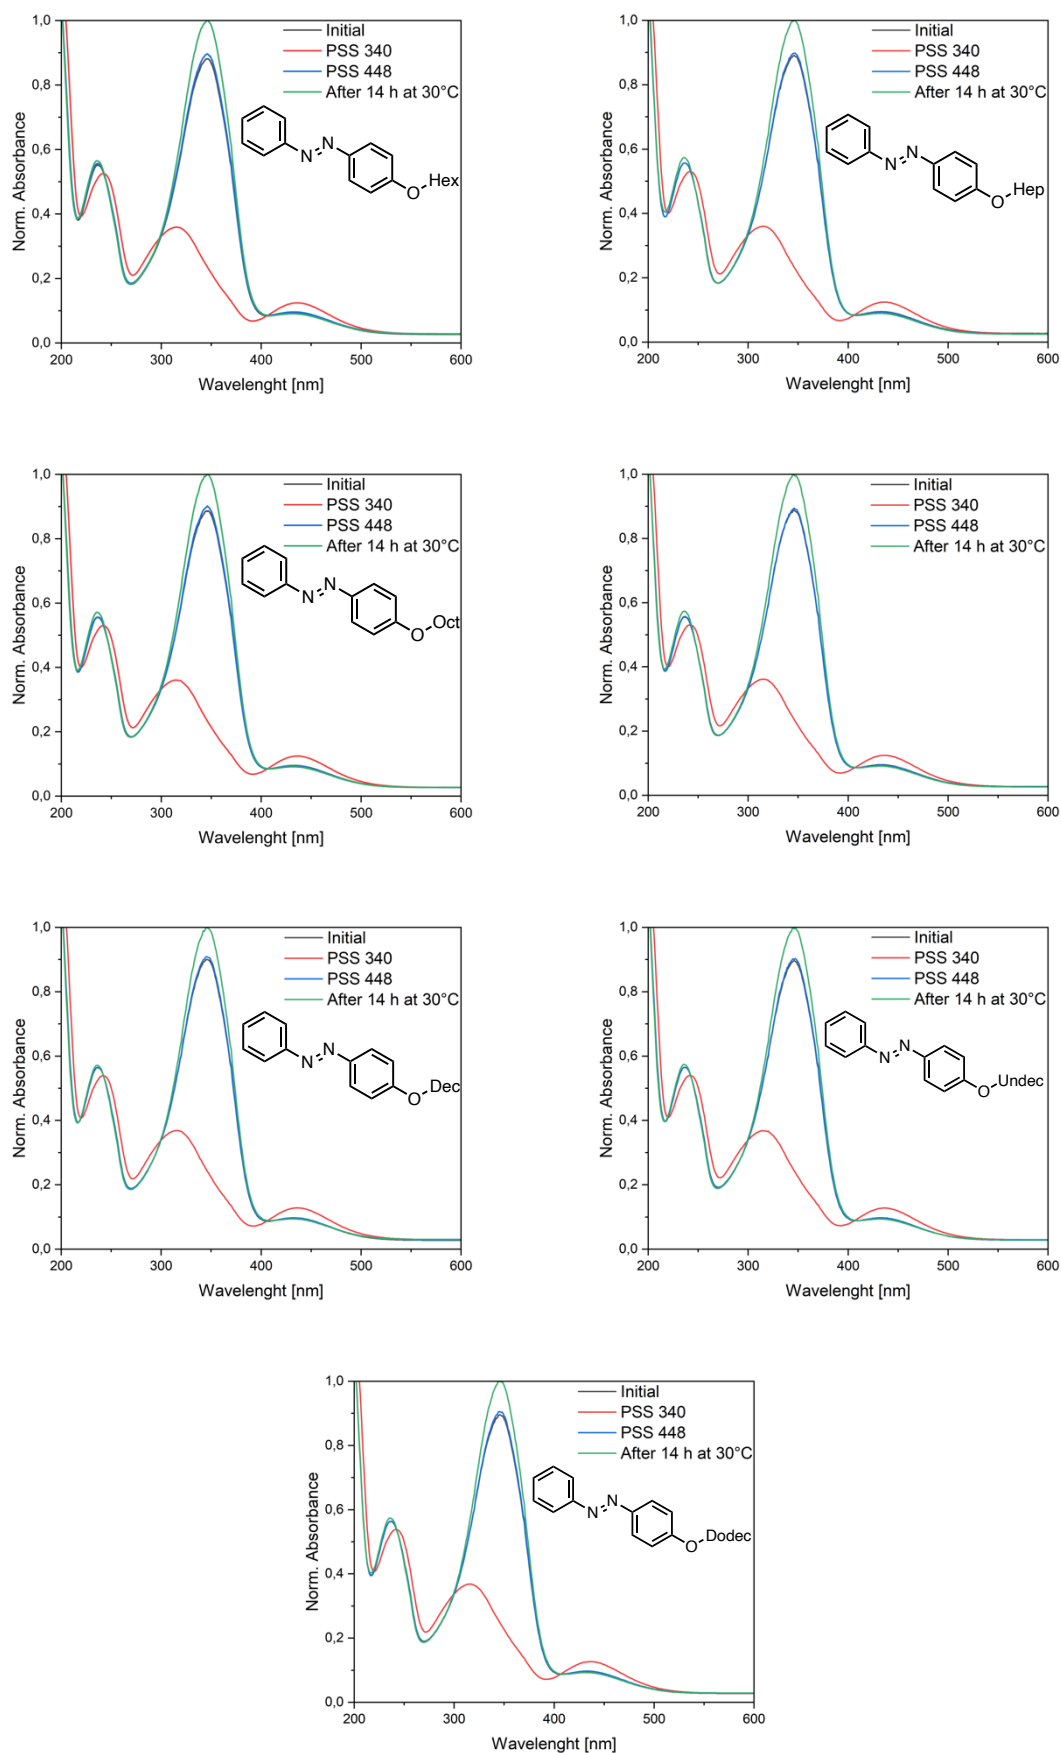 1,0
0,8
0,6
0,4
0,2
0,0
Norm. Absorbance
Initial
PSS 340
PSS 448
After 14 h at 30°C
N
N
O
Hex
200
300
400
500
600
Wavelenght [nm]
1,0
0,8
0,6
0,4
0,2
0,0
Norm. Absorbance
Initial
PSS 340
PSS 448
After 14 h at 30°C
N
N
O
Hep
200
300
400
500
600
Wavelenght [nm]
1,0
0,8
0,6
0,4
0,2
0,0
Norm. Absorbance
Initial
PSS 340
PSS 448
After 14 h at 30°C
N
N
O
Oct
200
300
400
500
600
Wavelenght [nm]
1,0
0,8
0,6
0,4
0,2
0,0
Norm. Absorbance
Initial
PSS 340
PSS 448
After 14 h at 30°C
200
300
400
500
600
Wavelenght [nm]
1,0
0,8
0,6
0,4
0,2
0,0
Norm. Absorbance
Initial
PSS 340
PSS 448
After 14 h at 30°C
N
N
O
Dec
200
300
400
500
600
Wavelenght [nm]
1,0
0,8
0,6
0,4
0,2
0,0
Norm. Absorbance
Initial
PSS 340
PSS 448
After 14 h at 30°C
N
N
O
Undec
200
300
400
500
600
Wavelenght [nm]
1,0
0,8
0,6
0,4
0,2
0,0
Norm. Absorbance
Initial
PSS 340
PSS 448
After 14 h at 30°C
N
N
O
Dodec
200
300
400
500
600
Wavelenght [nm]